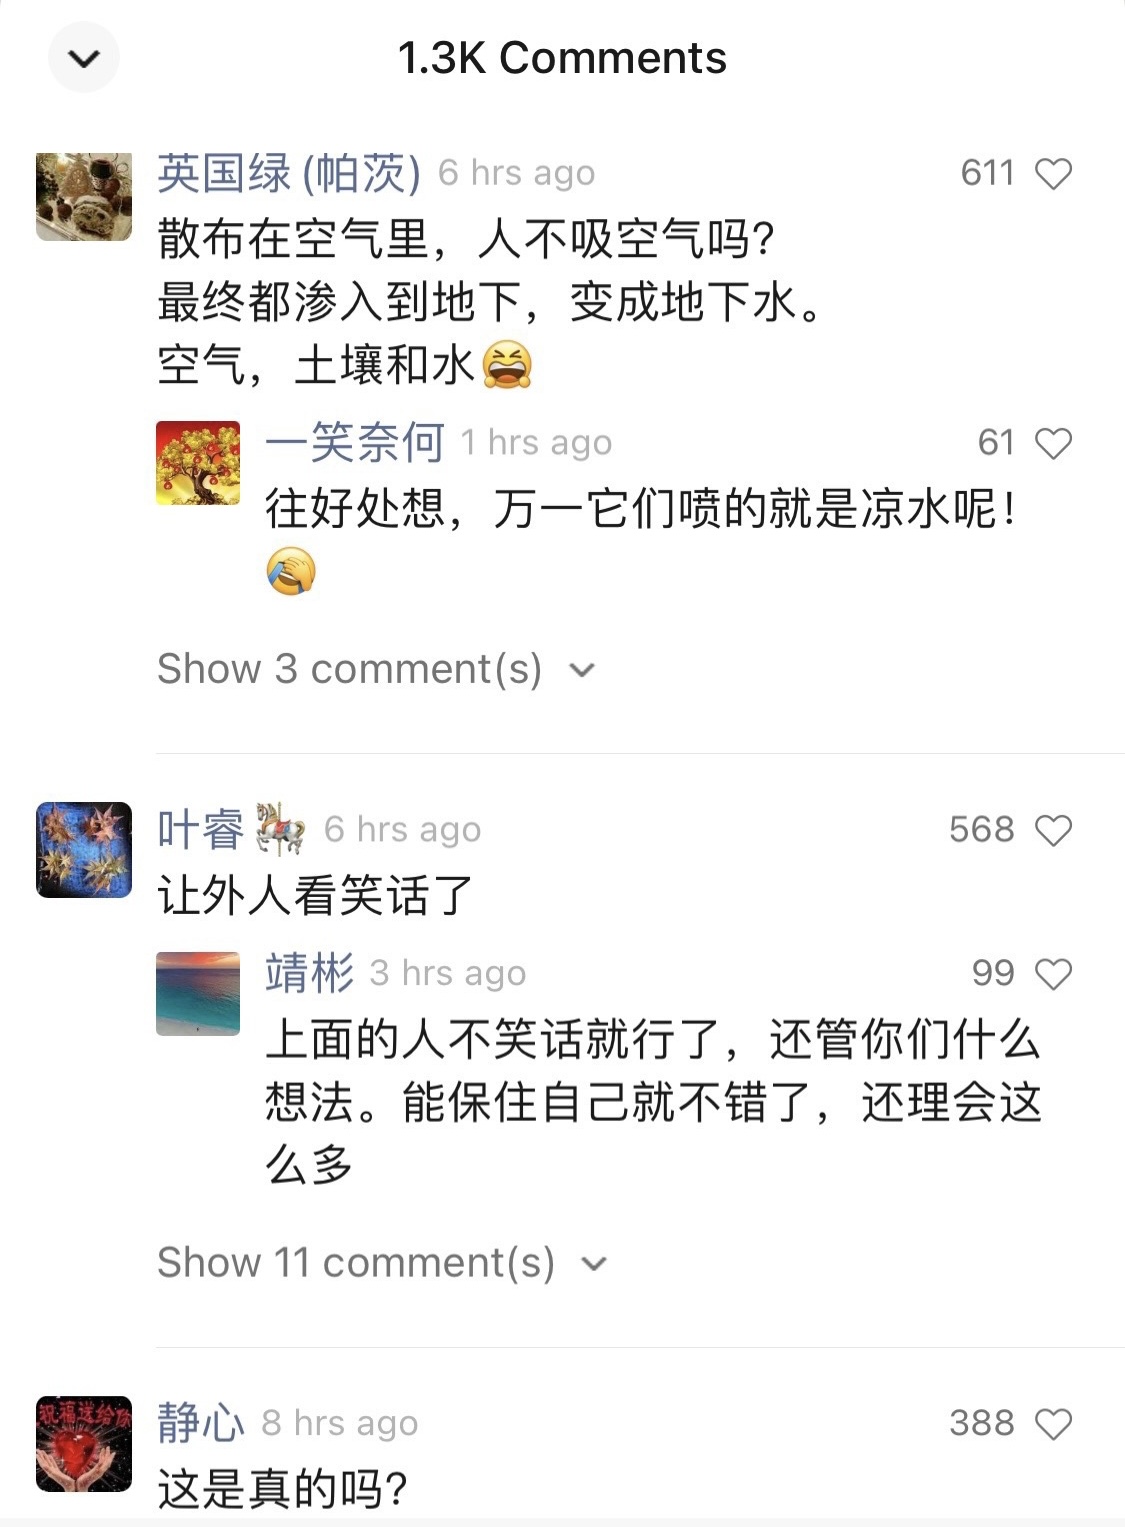 1.3K Comments
英国绿 (帕茨) 6 hrs ago 611
散布在空气里，人不吸空气吗?
最终都渗入到地下，变成地下水。
空气，土壤和水😫
一笑奈何 1 hrs ago 61
往好处想，万一它们喷的就是凉水呢!
🤦
Show 3 comment(s)
叶睿🎠 6 hrs ago 568
让外人看笑话了
靖彬 3 hrs ago 99
上面的人不笑话就行了，还管你们什么
想法。能保住自己就不错了，还理会这
么多
Show 11 comment(s)
祝福送给你
静心 8 hrs ago 388
这是真的吗?